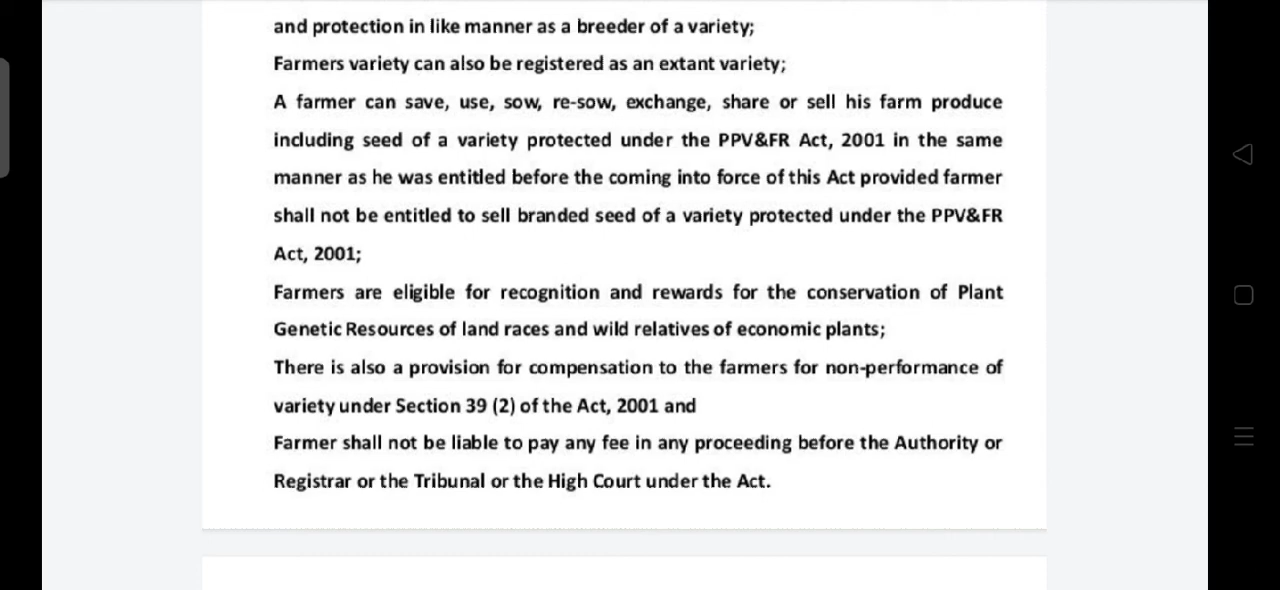 and protection in like manner as a breeder of a variety;
Farmers variety can also be registered as an extant variety;
A farmer can save, use, sow, re-sow, exchange, share or sell his farm produce
including seed of a variety protected under the PPV&FR Act, 2001 in the same
manner as he was entitled before the coming into force of this Act provided farmer
shall not be entitled to sell branded seed of a variety protected under the PPV&FR
Act, 2001;
Farmers are eligible for recognition and rewards for the conservation of Plant
Genetic Resources of land races and wild relatives of economic plants;
There is also a provision for compensation to the farmers for non-performance of
variety under Section 39 (2) of the Act, 2001 and
Farmer shall not be liable to pay any fee in any proceeding before the Authority or
Registrar or the Tribunal or the High Court under the Act.